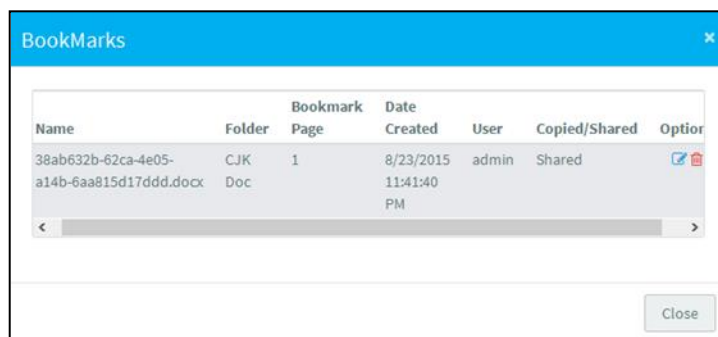 BookMarks ×
Bookmark Date
Name Folder Page Created User Copied/Shared Option
38ab632b-62ca-4e05- CJK 1 8/23/2015 admin Shared
a14b-6aa815d17ddd.docx Doc 11:41:40
PM
Close